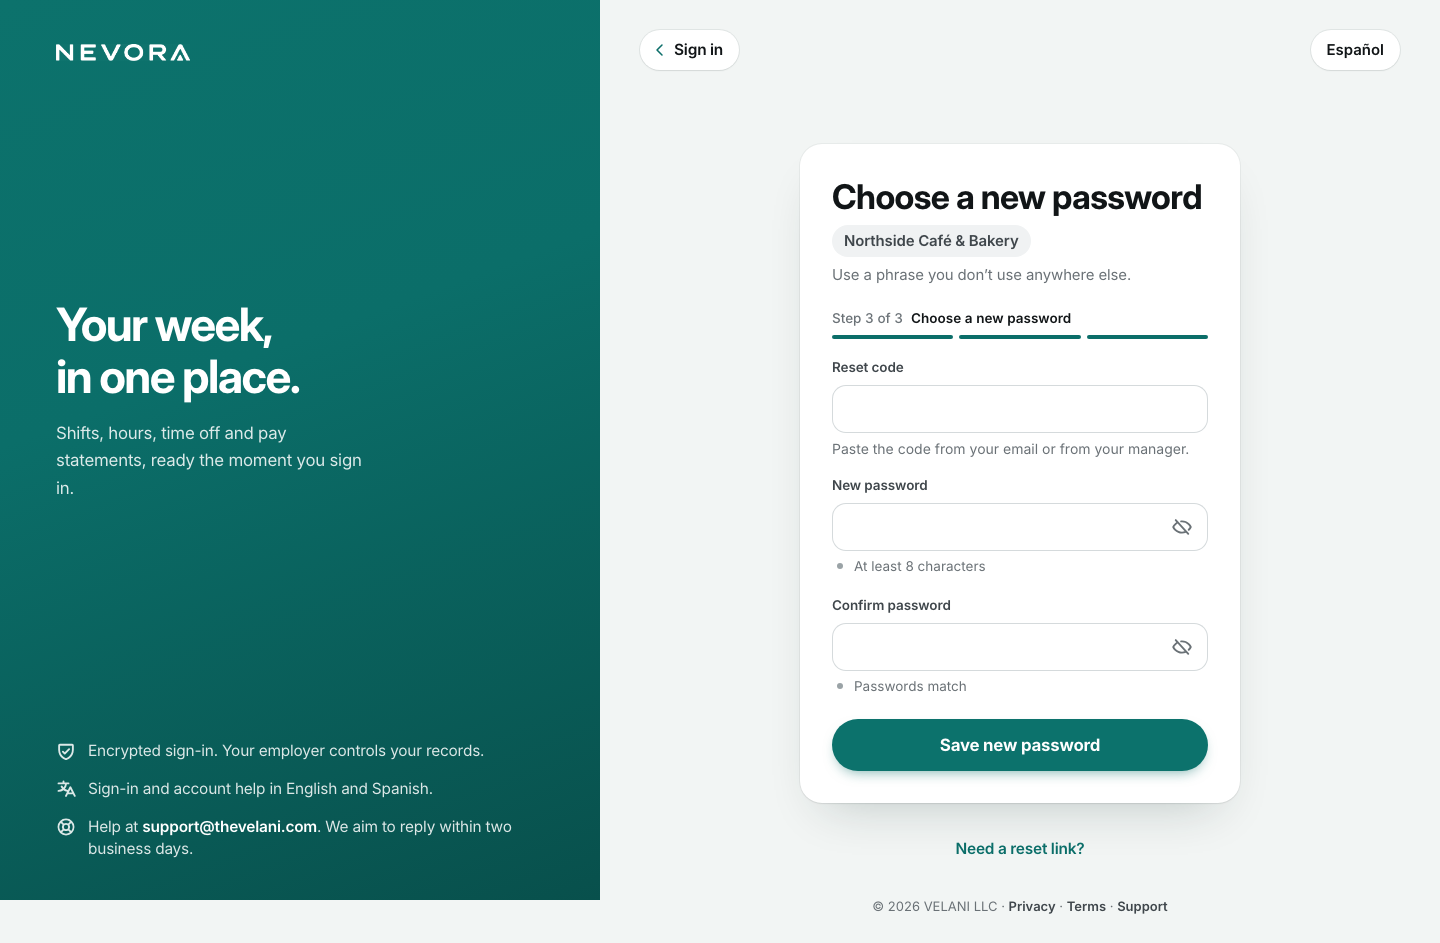 NEVORA
Your week,
in one place.
Shifts, hours, time off and pay
statements, ready the moment you sign
in.
Encrypted sign-in. Your employer controls your records.
Sign-in and account help in English and Spanish.
Help at support@thevelani.com. We aim to reply within two
business days.
Sign in
Español
Choose a new password
Northside Café & Bakery
Use a phrase you don’t use anywhere else.
Step 3 of 3 Choose a new password
Reset code
Paste the code from your email or from your manager.
New password
At least 8 characters
Confirm password
Passwords match
Save new password
Need a reset link?
© 2026 VELANI LLC · Privacy · Terms · Support